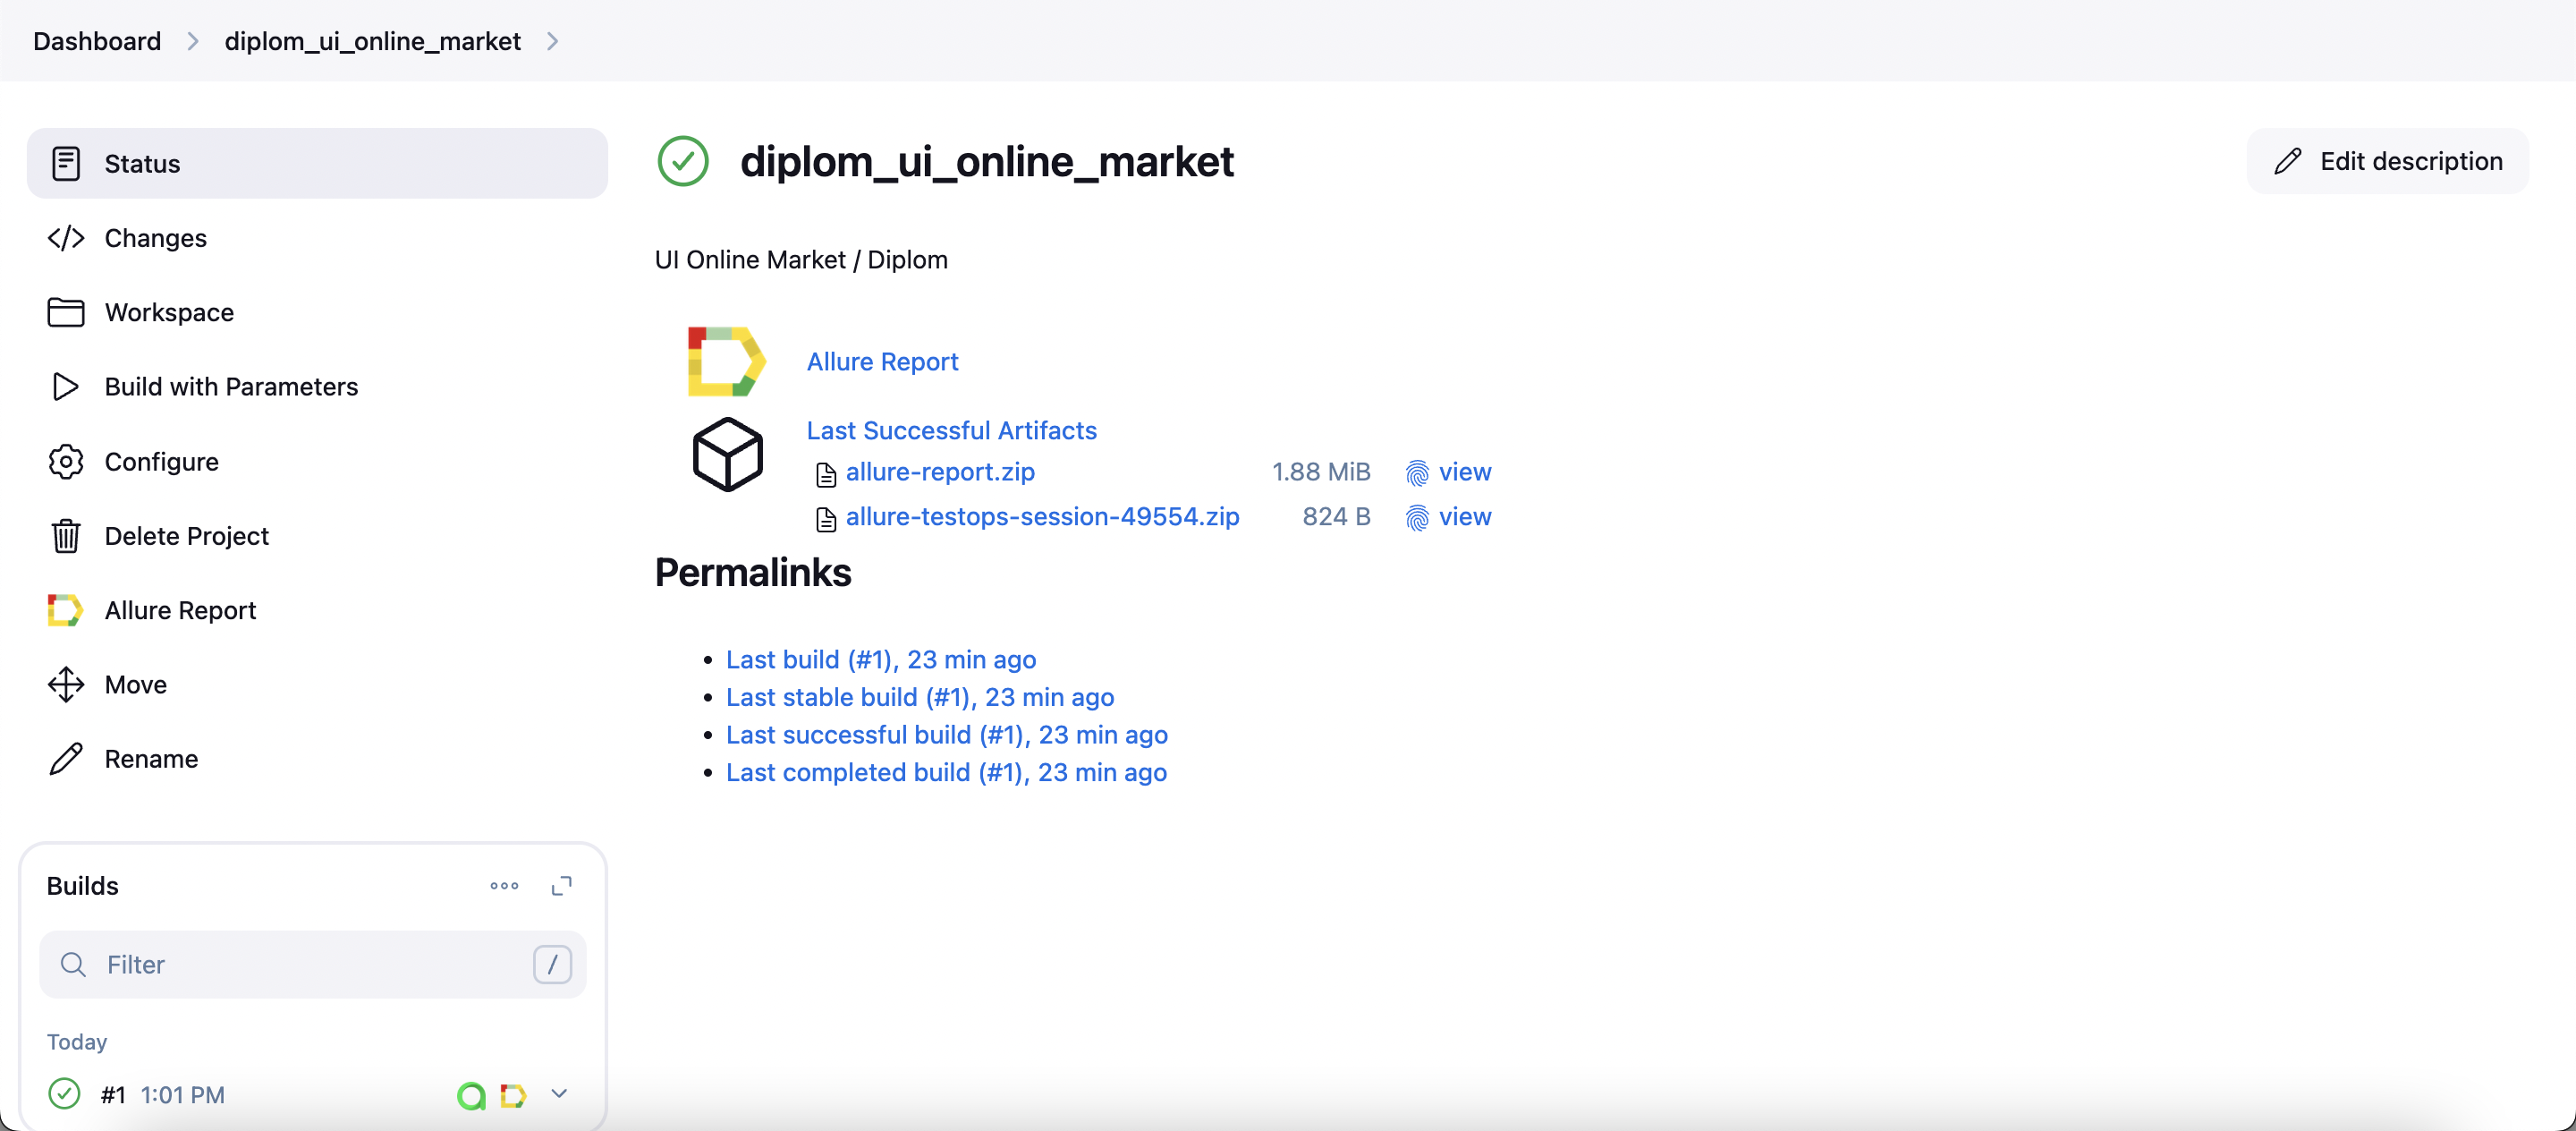 Dashboard > diplom_ui_online_market >
Status
Changes
Workspace
Build with Parameters
Configure
Delete Project
Allure Report
Move
Rename
Builds
Filter /
Today
#1 1:01 PM
diplom_ui_online_market
Edit description
UI Online Market / Diplom
Allure Report
Last Successful Artifacts
allure-report.zip 1.88 MiB view
allure-testops-session-49554.zip 824 B view
Permalinks
Last build (#1), 23 min ago
Last stable build (#1), 23 min ago
Last successful build (#1), 23 min ago
Last completed build (#1), 23 min ago